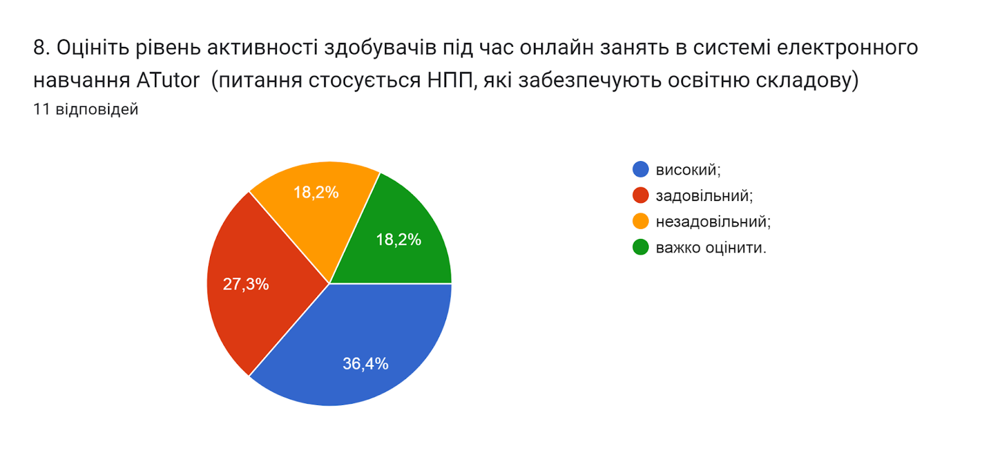 8. Оцініть рівень активності здобувачів під час онлайн занять в системі електронного
навчання ATutor  (питання стосується НПП, які забезпечують освітню складову)
11 відповідей
високий;
задовільний;
незадовільний;
важко оцінити.
18,2%
18,2%
27,3%
36,4%